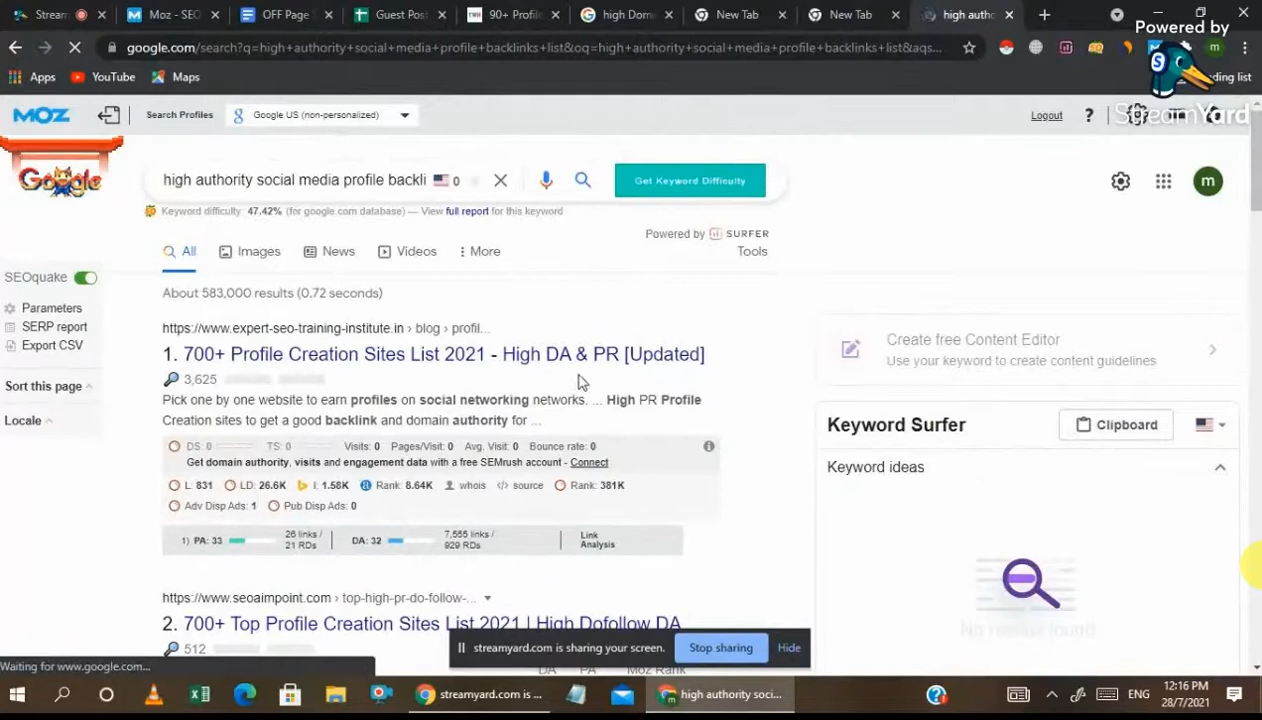 Stream
Moz - SEO
OFF Page S
Guest Post
90+ Profile
high Dom
New Tab
New Tab
high autho
Powered by
StreamYard
google.com/search?q=high+authority+social+media+profile+backlinks+list&oq=high+authority+social+media+profile+backlinks+list&aqs...
Apps
YouTube
Maps
ding list
MOZ
Search Profiles
Google US (non-personalized)
Logout
?
Google
high authority social media profile backli
0
Get Keyword Difficulty
m
Keyword difficulty: 47.42% (for google.com database) — View full report for this keyword
Powered by SURFER
All
Images
News
Videos
More
Tools
SEOquake
Parameters
SERP report
Export CSV
Sort this page
Locale
About 583,000 results (0.72 seconds)
https://www.expert-seo-training-institute.in › blog › profil...
1. 700+ Profile Creation Sites List 2021 - High DA & PR [Updated]
3,625
Pick one by one website to earn profiles on social networking networks. ... High PR Profile
Creation sites to get a good backlink and domain authority for ...
DS: 0
TS: 0
Visits: 0
Pages/Visit: 0
Avg. Visit: 0
Bounce rate: 0
Get domain authority, visits and engagement data with a free SEMrush account - Connect
L: 831
LD: 26.6K
I: 1.58K
Rank: 8.64K
whois
source
Rank: 381K
Adv Disp Ads: 1
Pub Disp Ads: 0
1) PA: 33
26 links /
21 RDs
DA: 32
7,555 links /
929 RDs
Link
Analysis
https://www.seoaimpoint.com › top-high-pr-do-follow-...
2. 700+ Top Profile Creation Sites List 2021 | High Dofollow DA
512
DA PA Moz Rank
Create free Content Editor
Use your keyword to create content guidelines
Keyword Surfer
Clipboard
Keyword ideas
No results found
streamyard.com is sharing your screen.
Stop sharing
Hide
Waiting for www.google.com...
streamyard.com is ...
high authority soci...
ENG
12:16 PM
28/7/2021